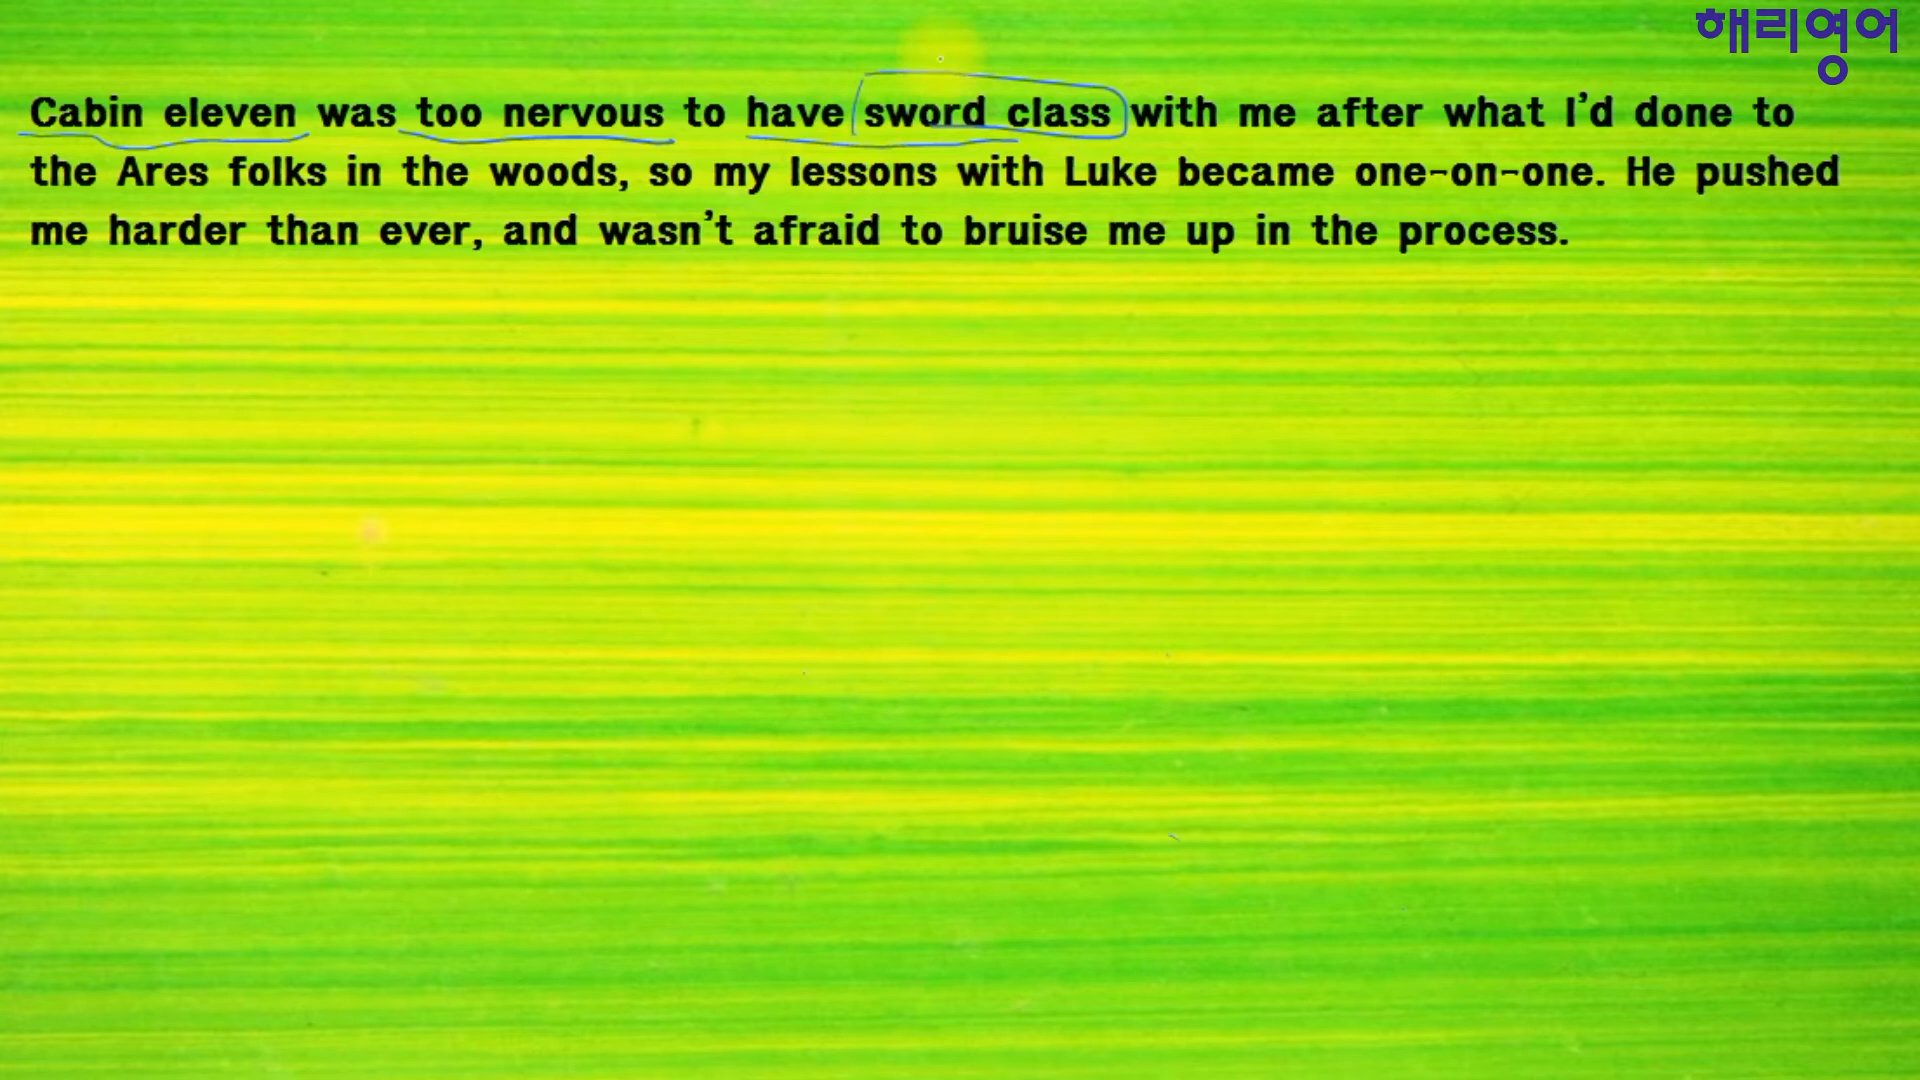 해리영어
Cabin eleven was too nervous to have sword class with me after what I'd done to
the Ares folks in the woods, so my lessons with Luke became one-on-one. He pushed
me harder than ever, and wasn't afraid to bruise me up in the process.